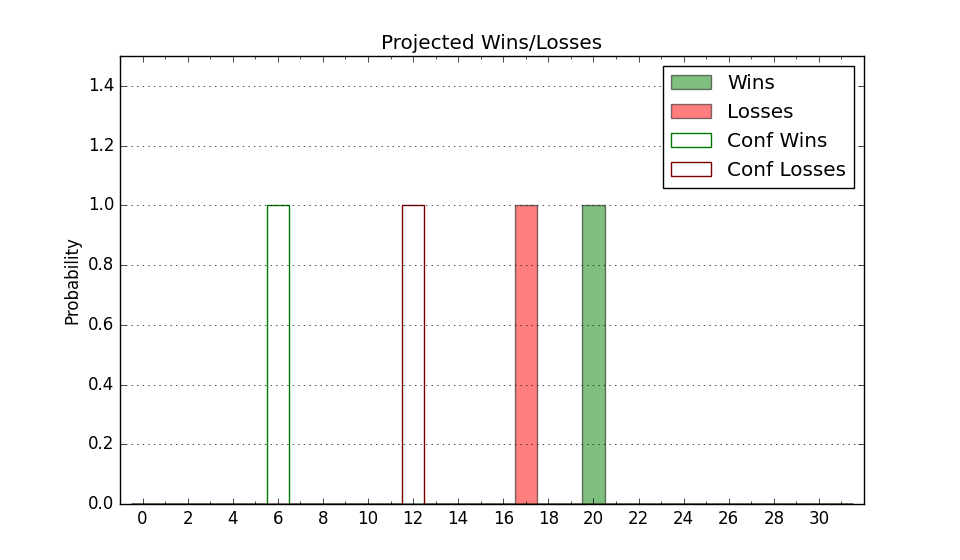 Projected Wins/Losses
Wins
Losses
Conf Wins
Conf Losses
Probability
1.4
1.2
1.0
0.8
0.6
0.4
0.2
0.0
0 2 4 6 8 10 12 14 16 18 20 22 24 26 28 30